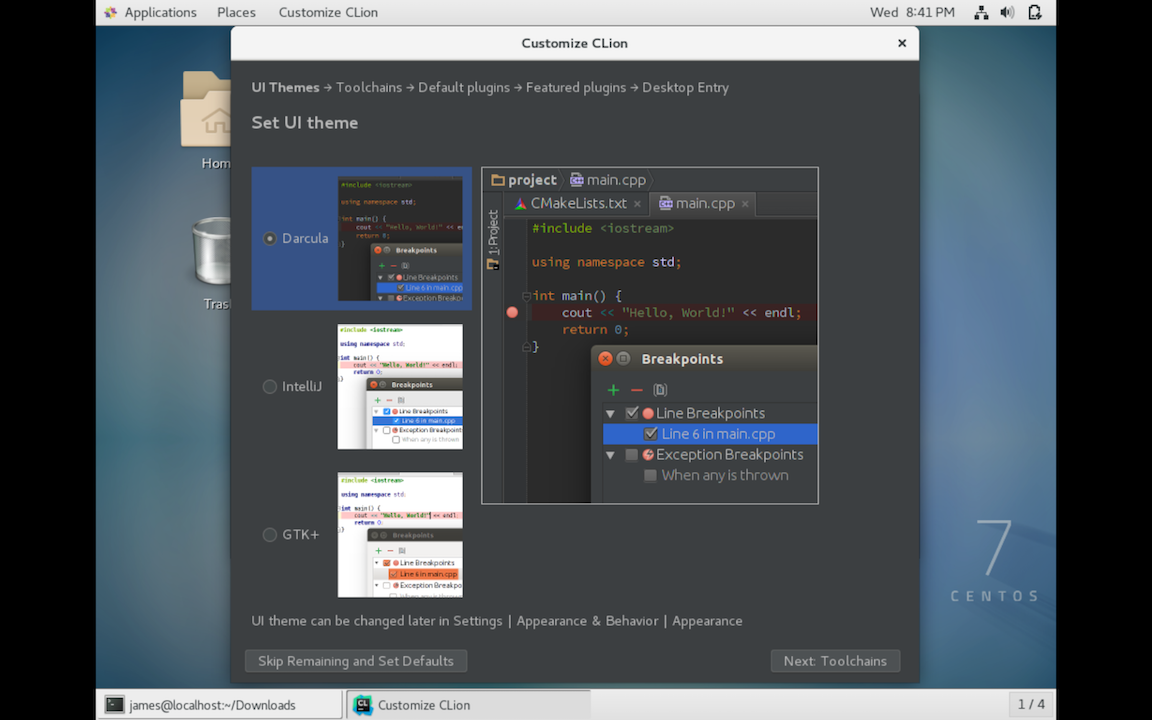 Applications Places Customize CLion Wed 8:41 PM
Customize CLion ×
UI Themes → Toolchains → Default plugins → Featured plugins → Desktop Entry
Set UI theme
Home
Trash
Darcula
#include <iostream>
using namespace std;
int main() {
cout << "Hello, World!" << en
return 0;
}
Breakpoints
Line Breakpoints
Line 6 in main.cpp
Exception Breakpo
IntelliJ
#include <iostream>
using namespace std;
int main() {
cout << "Hello, World!" << endl;
return 0;
}
Breakpoints
Line Breakpoints
Line 6 in main.cpp
Exception Breakpoint
When any is thrown
GTK+
#include <iostream>
using namespace std;
int main() {
cout << "Hello, World!" << endl;
return 0;
}
Breakpoints
Line Breakpoints
Line 6 in main.cpp
Exception Breakpo
project main.cpp
CMakeLists.txt × main.cpp ×
1: Project
#include <iostream>
using namespace std;
int main() {
cout << "Hello, World!" << endl;
return 0;
}
Breakpoints
Line Breakpoints
Line 6 in main.cpp
Exception Breakpoints
When any is thrown
7
CENTOS
UI theme can be changed later in Settings | Appearance & Behavior | Appearance
Skip Remaining and Set Defaults Next: Toolchains
james@localhost:~/Downloads CL Customize CLion 1 / 4